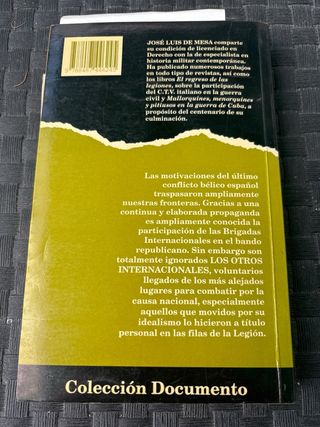 JOSÉ LUIS DE MESA comparte
su condición de licenciado en
Derecho con la de especialista en
historia militar contemporánea.
Ha publicado numerosos trabajos
en todo tipo de revistas, así como
los libros El regreso de las
legiones, sobre la participación
del C.T.V. italiano en la guerra
civil y Mallorquines, menorquines y
pitiusos en la guerra de Cuba, a
propósito del centenario de su
culminación.
Las motivaciones del último
conflicto bélico español
traspasaron ampliamente
nuestras fronteras. Gracias a una
continua y elaborada propaganda
es ampliamente conocida la
participación de las Brigadas
Internacionales en el bando
republicano. Sin embargo son
totalmente ignorados LOS OTROS
INTERNACIONALES, voluntarios
llegados de los más alejados
lugares para combatir por la
causa nacional, especialmente
aquellos que movidos por su
idealismo lo hicieron a título
personal en las filas de la Legión.
Colección Documento